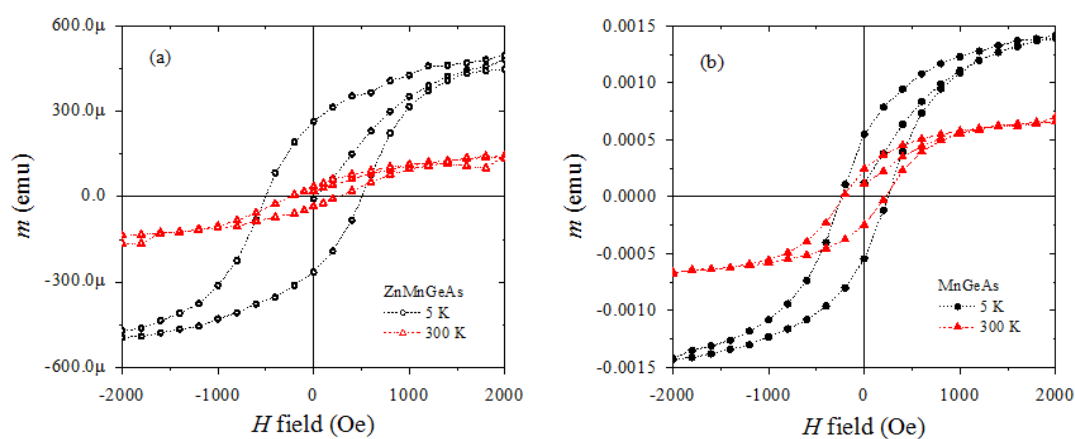 (a)
600.0µ
300.0µ
0.0
-300.0µ
-600.0µ
m (emu)
-2000 -1000 0 1000 2000
H field (Oe)
ZnMnGeAs
5 K
300 K
(b)
0.0015
0.0010
0.0005
0.0000
-0.0005
-0.0010
-0.0015
m (emu)
-2000 -1000 0 1000 2000
H field (Oe)
MnGeAs
5 K
300 K